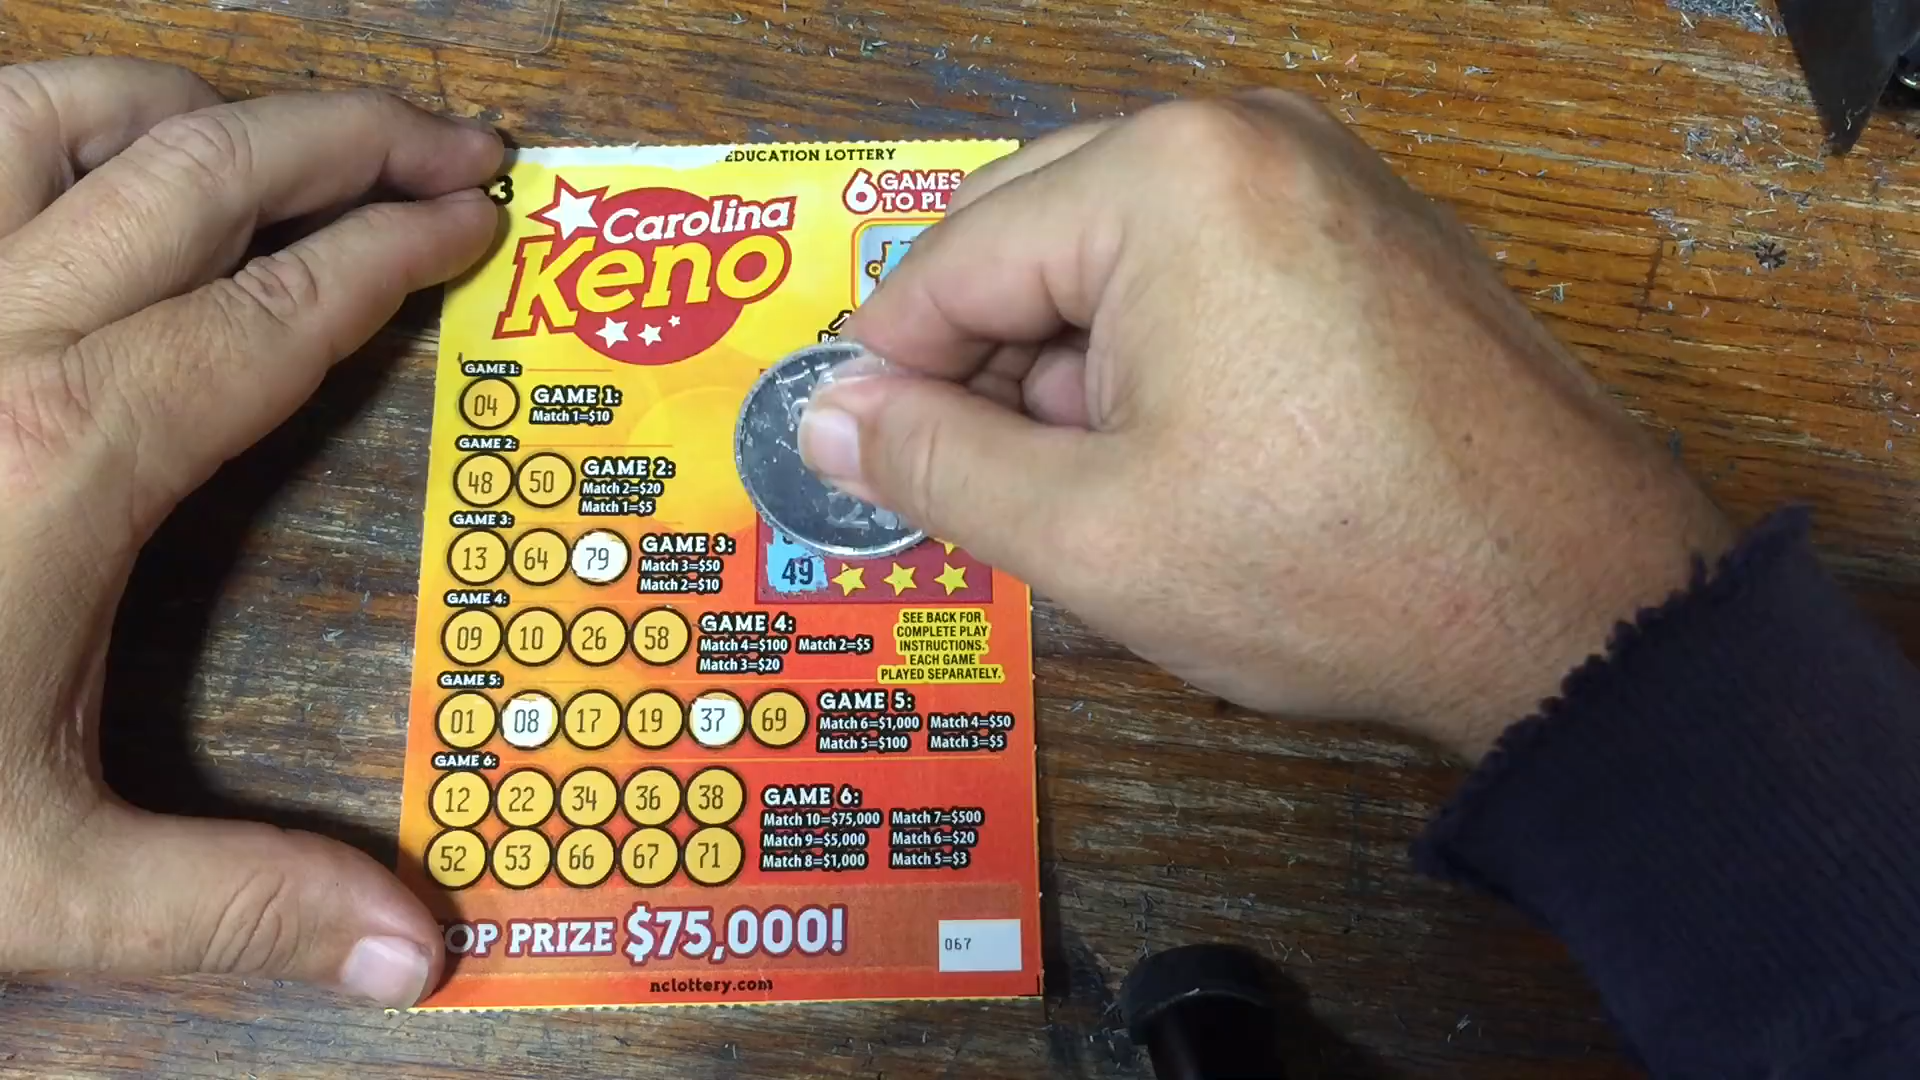 EDUCATION LOTTERY
Carolina
Keno
6 GAMES
TO PL
GAME 1:
04
GAME 1:
Match 1=$10
GAME 2:
48 50
GAME 2:
Match 2=$20
Match 1=$5
GAME 3:
13 64 79
GAME 3:
Match 3=$50
Match 2=$10
49
GAME 4:
09 10 26 58
GAME 4:
Match 4=$100 Match 2=$5
Match 3=$20
SEE BACK FOR
COMPLETE PLAY
INSTRUCTIONS.
EACH GAME
PLAYED SEPARATELY.
GAME 5:
01 08 17 19 37 69
GAME 5:
Match 6=$1,000 Match 4=$50
Match 5=$100 Match 3=$5
GAME 6:
12 22 34 36 38
52 53 66 67 71
GAME 6:
Match 10=$75,000 Match 7=$500
Match 9=$5,000 Match 6=$20
Match 8=$1,000 Match 5=$3
OP PRIZE $75,000!
067
nclottery.com